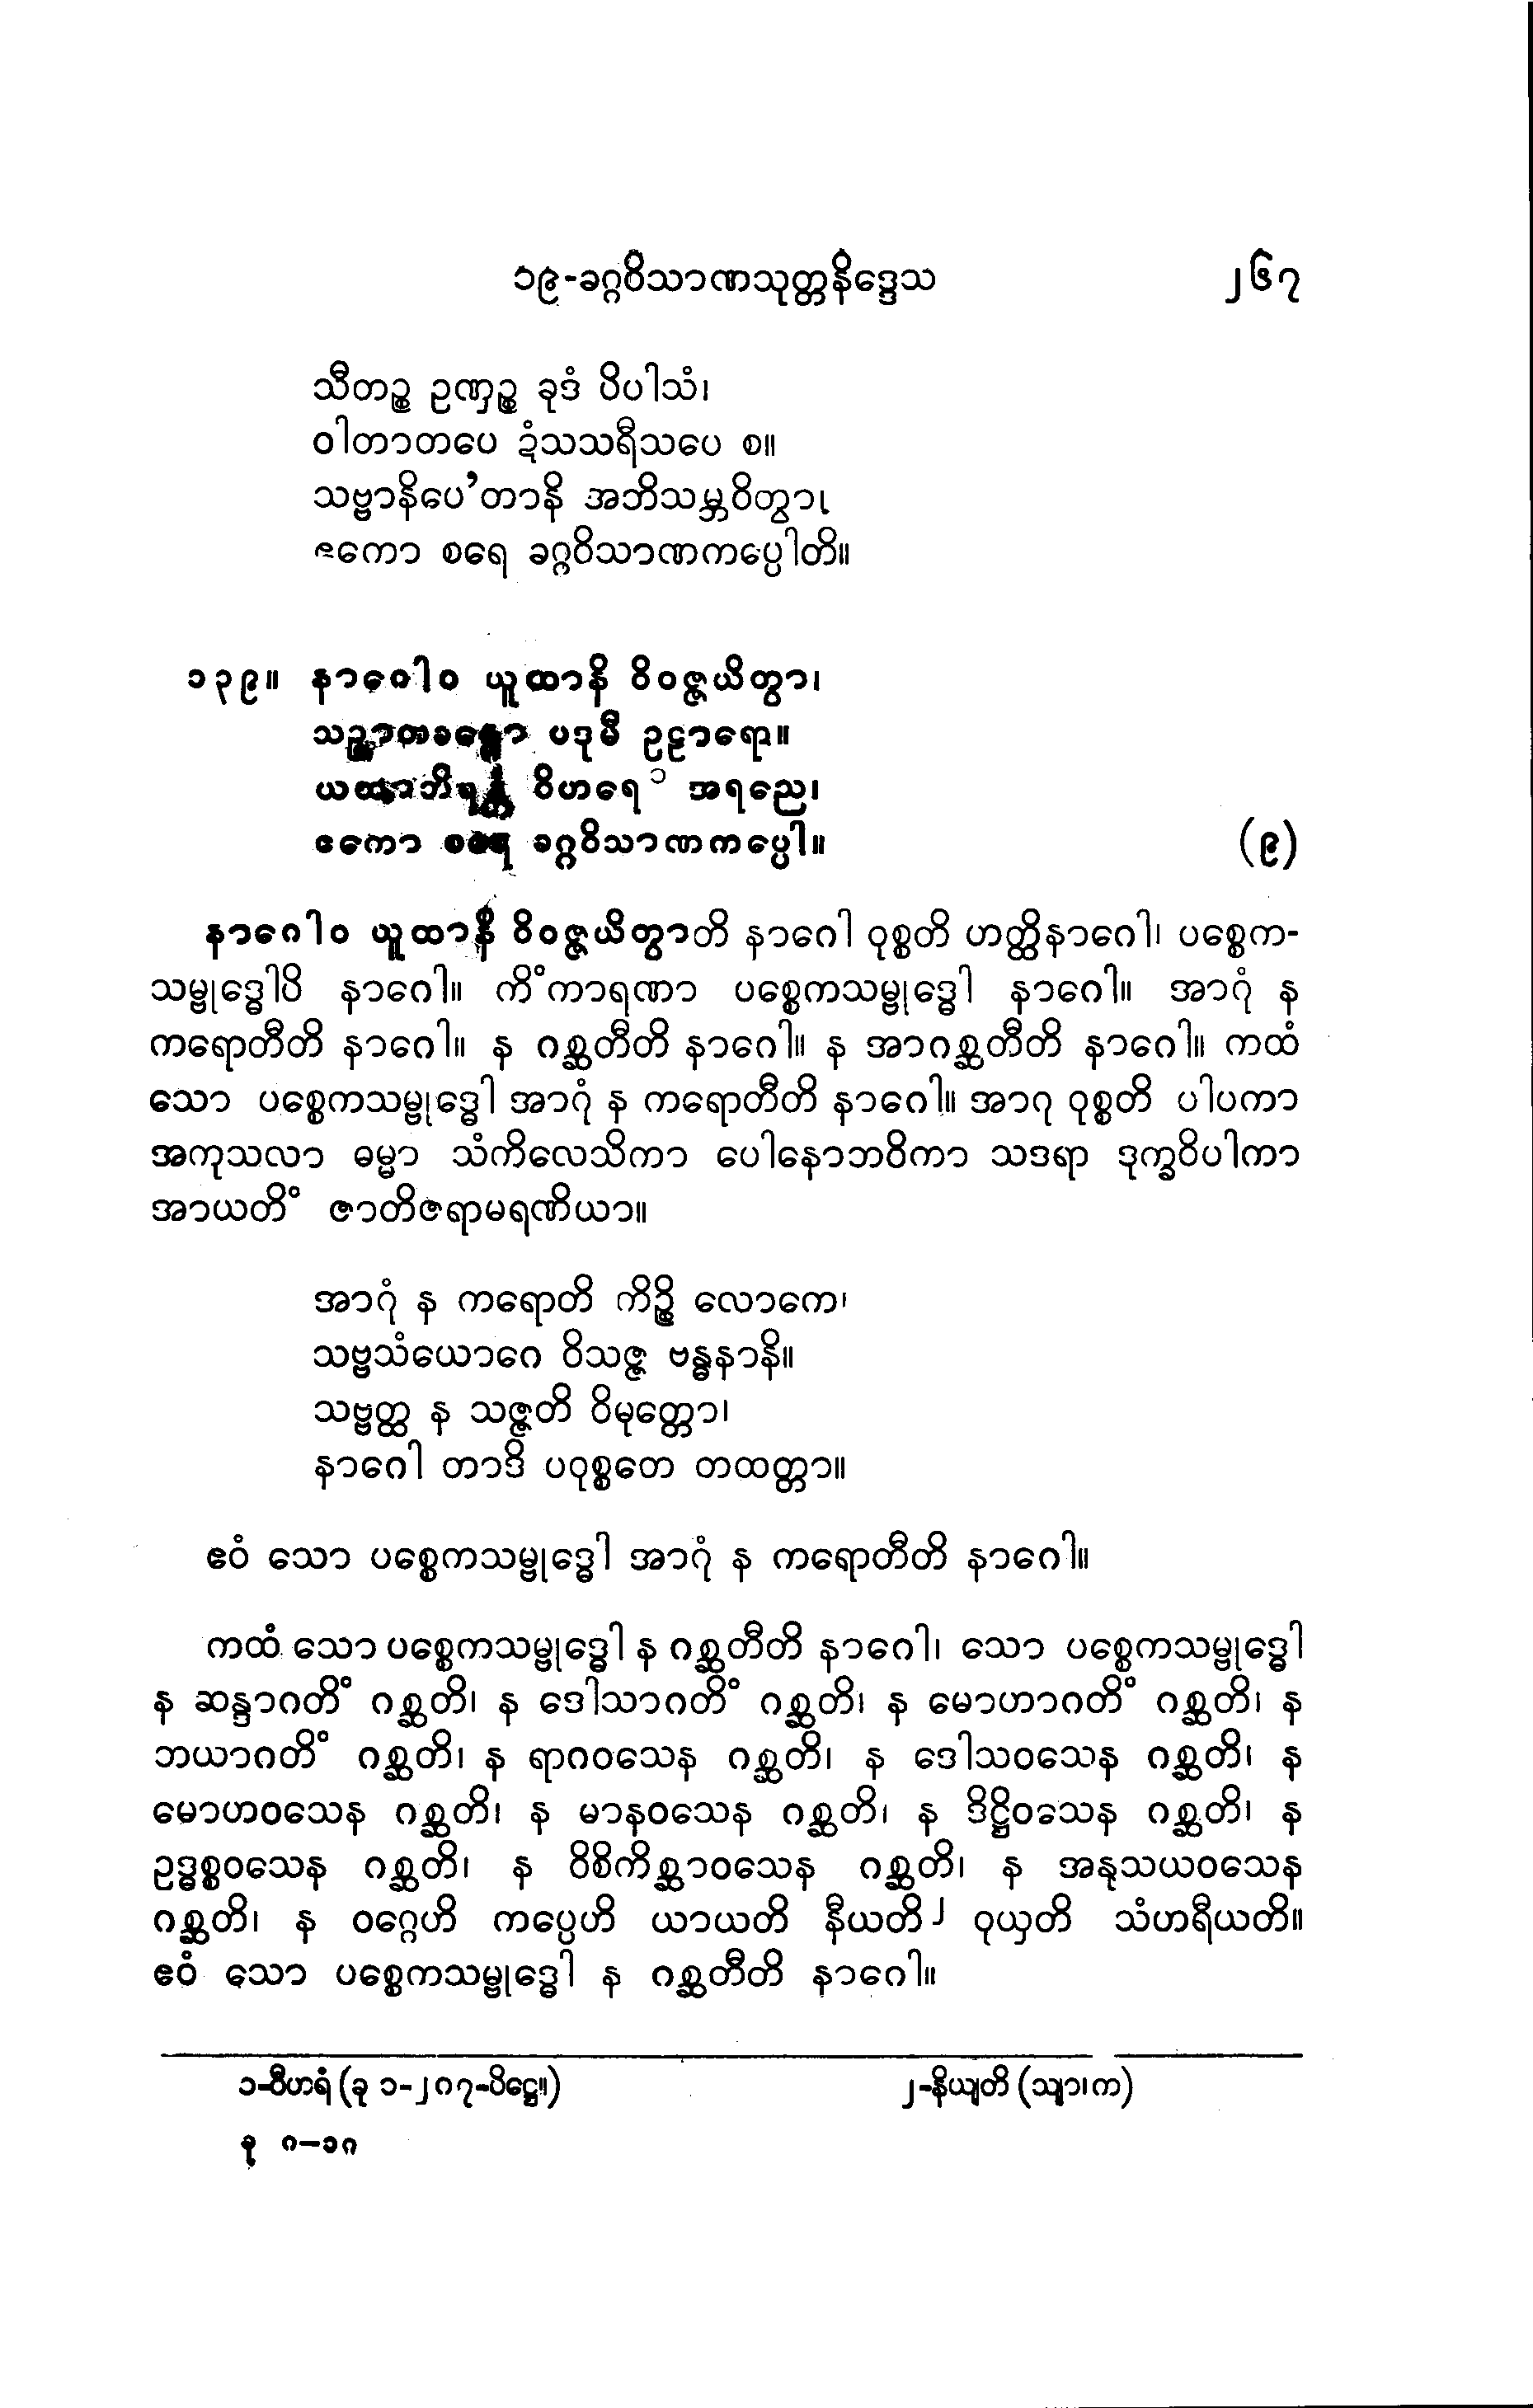 ၁၉-ခဂ္ဂဝိသာဏသုတ္တနိဒ္ဒေသ ၂၆၇
သီတဉ္စ ဥဏှဉ္စ ခုဒံ ပိပါသံ၊
ဝါတာတပေ ဍံသသရီသပေ စ။
သဗ္ဗာနိပေ’တာနိ အဘိသမ္ဘဝိတွာ၊
ဧကော စရေ ခဂ္ဂဝိသာဏကပ္ပေါတိ။
၁၃၉။ နာဂေါဝ ယူထာနိ ဝိဝဇ္ဇယိတွာ၊
သဉ္ဇာတခန္ဓော ပဒုမီ ဥဠာရော။
ယထာဘိရန္တံ ဝိဟရေ ၁ အရညေ၊
ဧကော စရေ ခဂ္ဂဝိသာဏကပ္ပေါ။ (၉)
နာဂေါဝ ယူထာနိ ဝိဝဇ္ဇယိတွာတိ နာဂေါ ဝုစ္စတိ ဟတ္ထိနာဂေါ၊ ပစ္စေက-
သမ္ဗုဒ္ဓေါပိ နာဂေါ။ ကိံကာရဏာ ပစ္စေကသမ္ဗုဒ္ဓေါ နာဂေါ။ အာဂုံ န
ကရောတီတိ နာဂေါ။ န ဂစ္ဆတီတိ နာဂေါ။ န အာဂစ္ဆတီတိ နာဂေါ။ ကထံ
သော ပစ္စေကသမ္ဗုဒ္ဓေါ အာဂုံ န ကရောတီတိ နာဂေါ။ အာဂု ဝုစ္စတိ ပါပကာ
အကုသလာ ဓမ္မာ သံကိလေသိကာ ပေါနောဘဝိကာ သဒရာ ဒုက္ခဝိပါကာ
အာယတိံ ဇာတိဇရာမရဏိယာ။
အာဂုံ န ကရောတိ ကိဉ္စိ လောကေ၊
သဗ္ဗသံယောဂေ ဝိသဇ္ဇ ဗန္ဓနာနိ။
သဗ္ဗတ္ထ န သဇ္ဇတိ ဝိမုတ္တော၊
နာဂေါ တာဒိ ပဝုစ္စတေ တထတ္တာ။
ဧဝံ သော ပစ္စေကသမ္ဗုဒ္ဓေါ အာဂုံ န ကရောတီတိ နာဂေါ။
ကထံ သော ပစ္စေကသမ္ဗုဒ္ဓေါ န ဂစ္ဆတီတိ နာဂေါ၊ သော ပစ္စေကသမ္ဗုဒ္ဓေါ
န ဆန္ဒာဂတိံ ဂစ္ဆတိ၊ န ဒေါသာဂတိံ ဂစ္ဆတိ၊ န မောဟာဂတိံ ဂစ္ဆတိ၊ န
ဘယာဂတိံ ဂစ္ဆတိ၊ န ရာဂဝသေန ဂစ္ဆတိ၊ န ဒေါသဝသေန ဂစ္ဆတိ၊ န
မောဟဝသေန ဂစ္ဆတိ၊ န မာနဝသေန ဂစ္ဆတိ၊ န ဒိဋ္ဌိဝသေန ဂစ္ဆတိ၊ န
ဥဒ္ဓစ္စဝသေန ဂစ္ဆတိ၊ န ဝိစိကိစ္ဆာဝသေန ဂစ္ဆတိ၊ န အနုသယဝသေန
ဂစ္ဆတိ၊ န ဝဂ္ဂေဟိ ကပ္ပေဟိ ယာယတိ နီယတိ ၂ ဝုယှတိ သံဟရီယတိ။
ဧဝံ သော ပစ္စေကသမ္ဗုဒ္ဓေါ န ဂစ္ဆတီတိ နာဂေါ။
၁-ဝီဟရံ (ခု ၁-၂၈၇-ပိဋ္ဌေ။) ၂-နိယျတိ (သျာ၊ က)
ခု ၈—၁၈